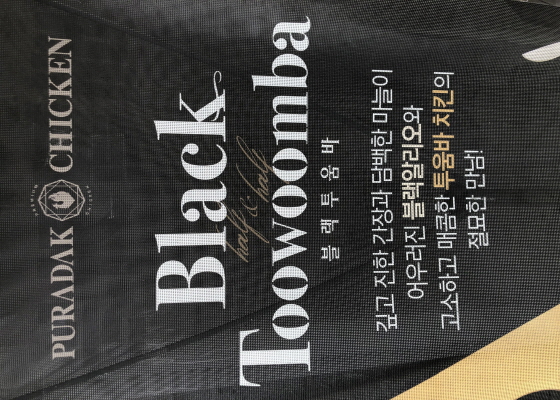 PURADAK CHICKEN
Black
half & half
Toowoomba
블랙투움바
깊고 진한 간장과 담백한 마늘이
어우러진 블랙알리오와
고소하고 매콤한 투움바 치킨의
절묘한 만남!